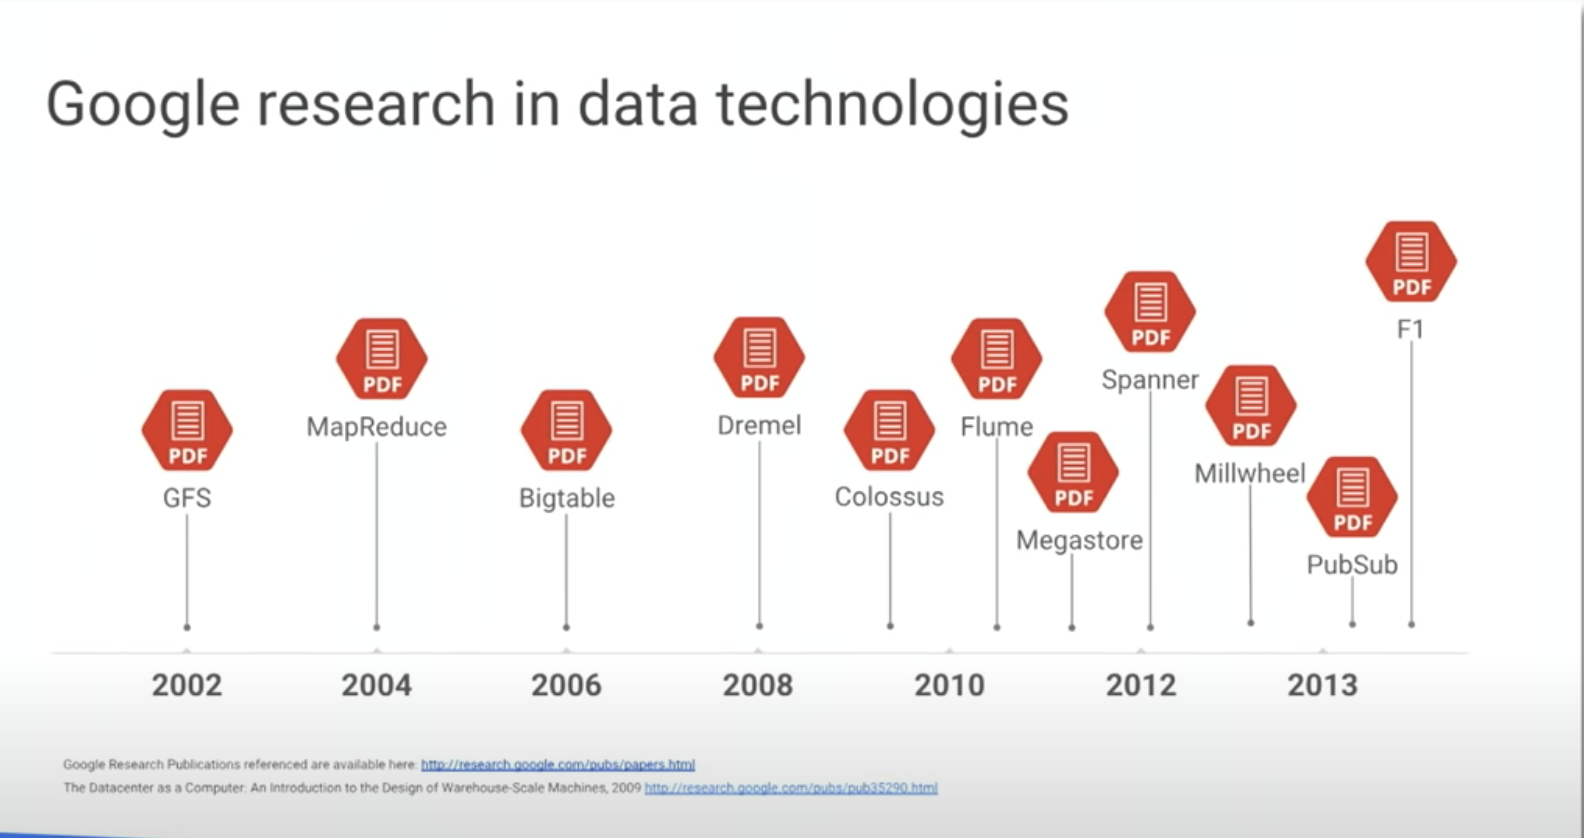 Google research in data technologies
PDF
GFS
PDF
MapReduce
PDF
Bigtable
PDF
Dremel
PDF
Colossus
PDF
Flume
PDF
Megastore
PDF
Spanner
PDF
Millwheel
PDF
PubSub
PDF
F1
2002 2004 2006 2008 2010 2012 2013
Google Research Publications referenced are available here: http://research.google.com/pubs/papers.html
The Datacenter as a Computer: An Introduction to the Design of Warehouse-Scale Machines, 2009 http://research.google.com/pubs/pub35290.html